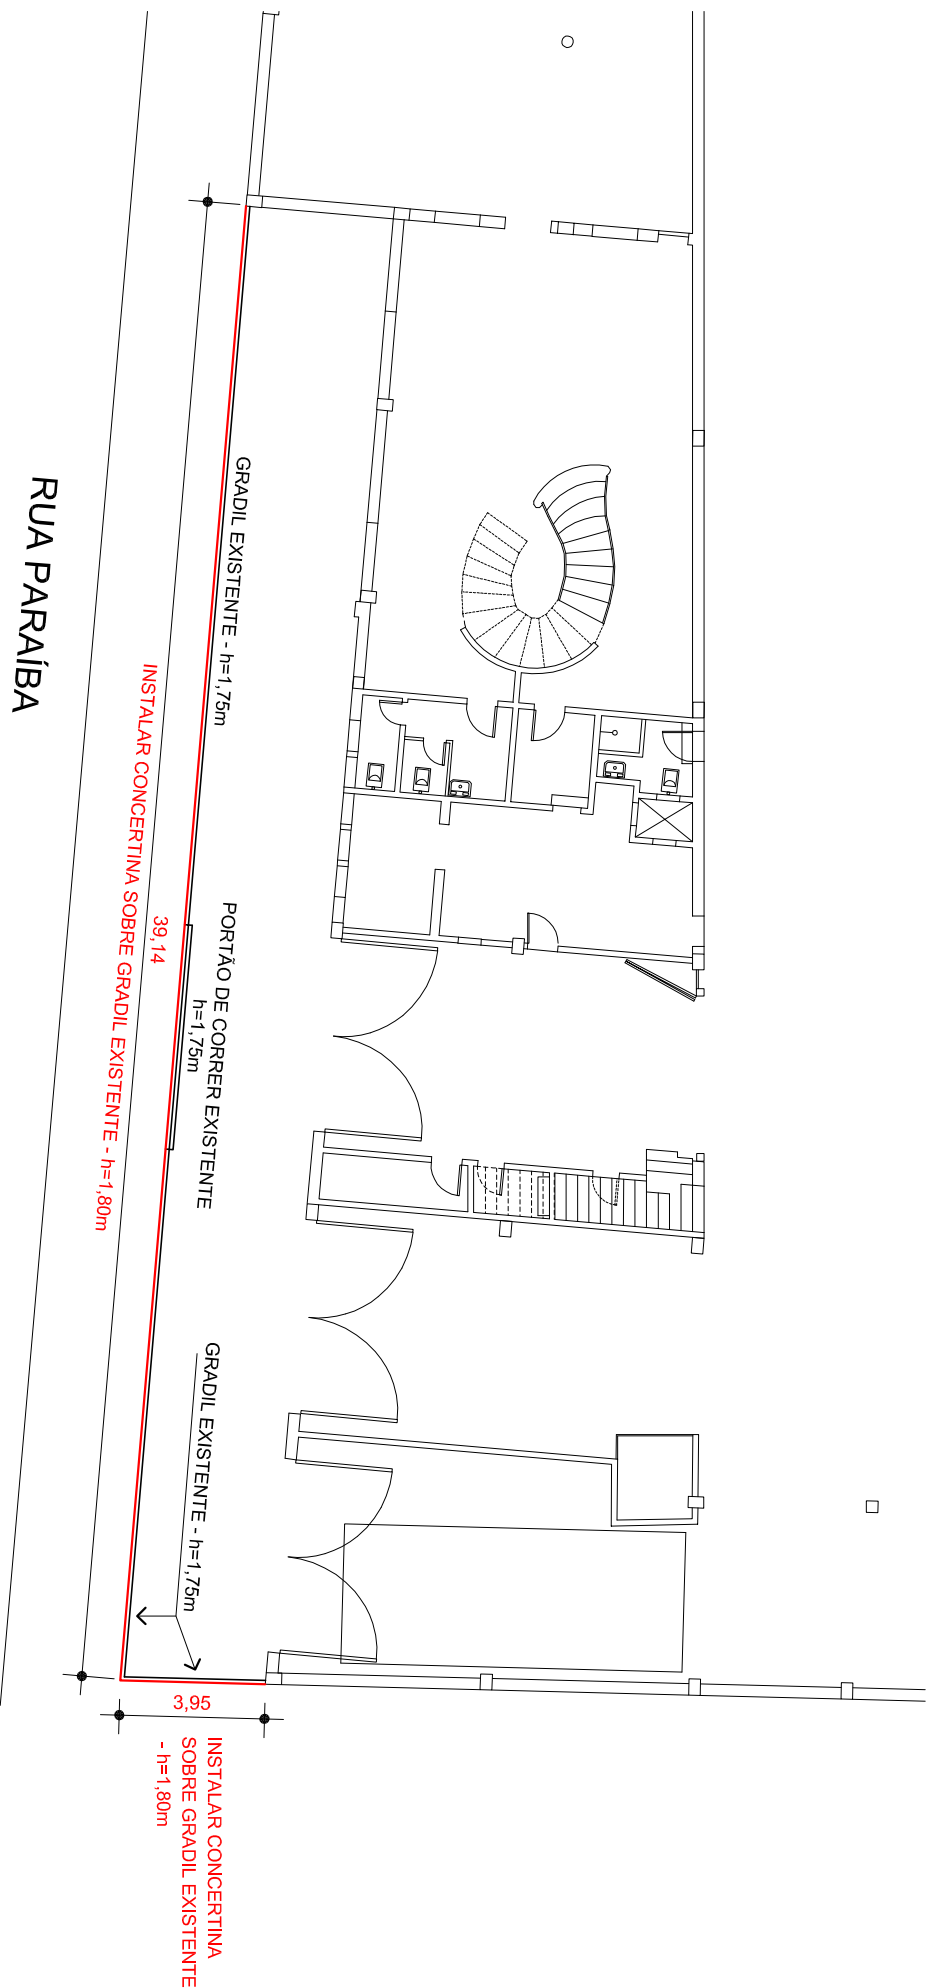 RUA PARAÍBA
GRADIL EXISTENTE - h=1,75m
INSTALAR CONCERTINA SOBRE GRADIL EXISTENTE - h=1,80m
39,14
PORTÃO DE CORRER EXISTENTE
h=1,75m
GRADIL EXISTENTE - h=1,75m
3,95
INSTALAR CONCERTINA
SOBRE GRADIL EXISTENTE
- h=1,80m